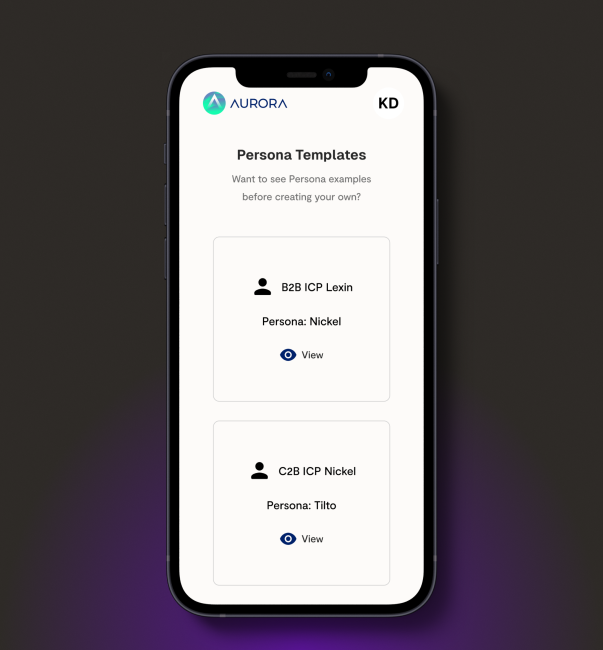 AURORA
KD
Persona Templates
Want to see Persona examples
before creating your own?
B2B ICP Lexin
Persona: Nickel
View
C2B ICP Nickel
Persona: Tilto
View